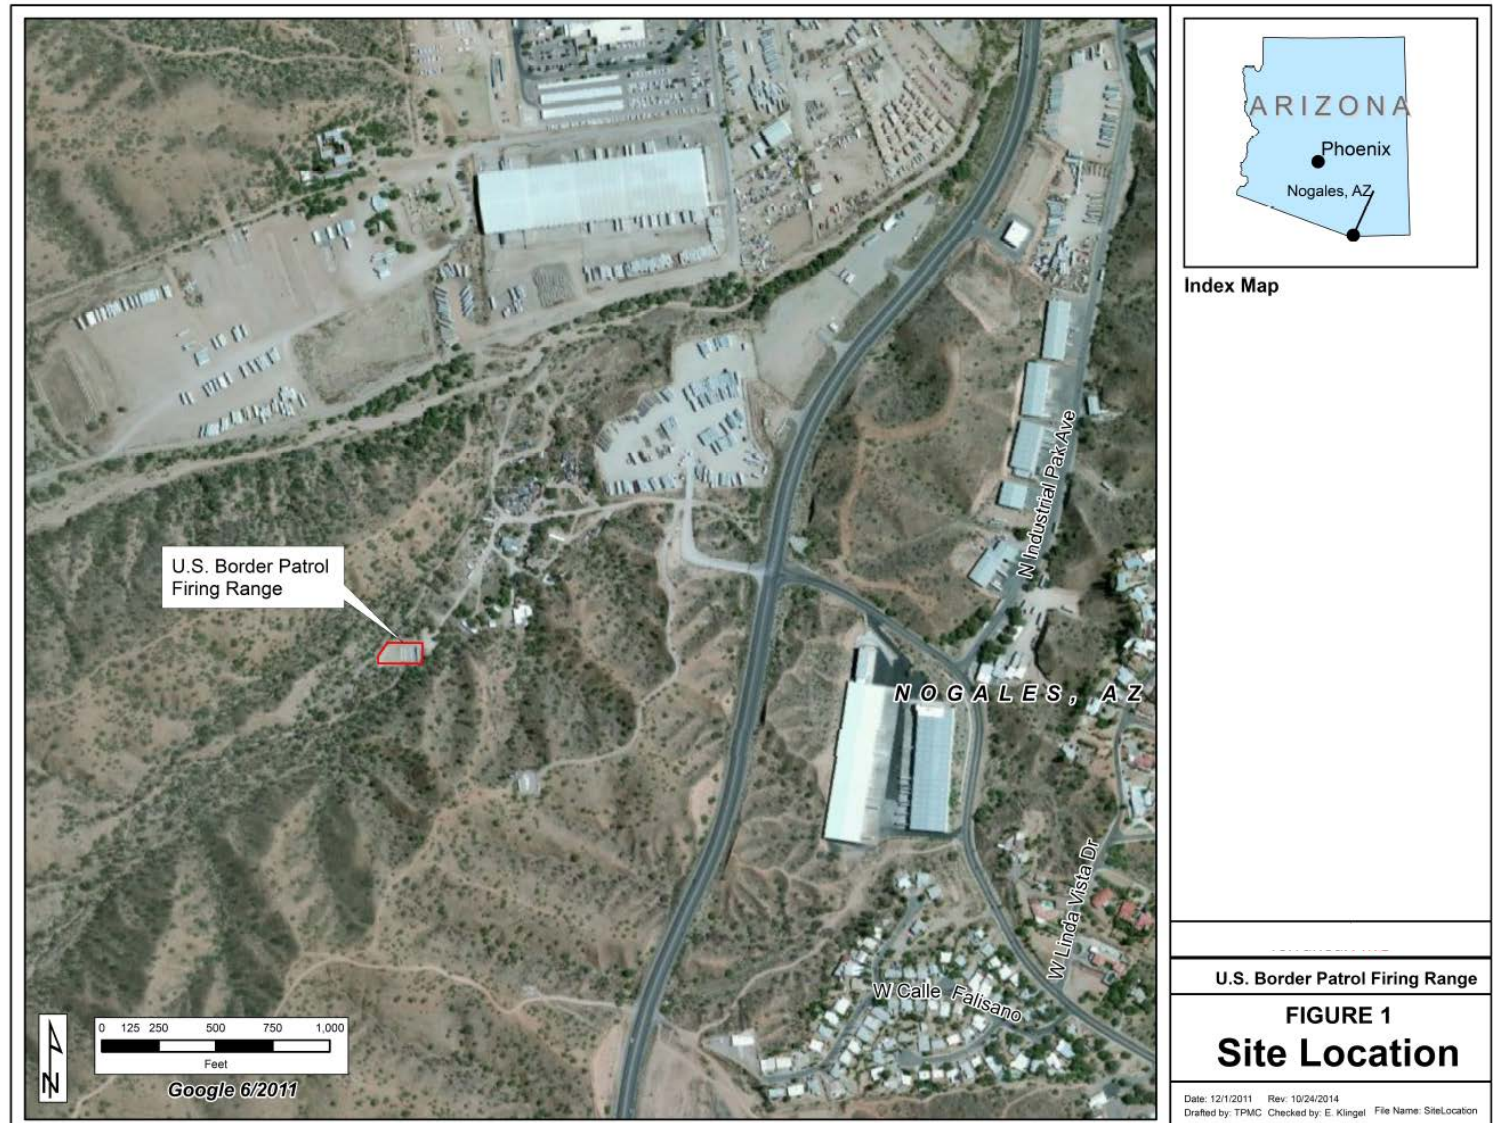 U.S. Border Patrol
Firing Range
N Industrial Pak Ave
NOGALES, AZ
W Linda Vista Dr
W Calle Falisano
0 125 250 500 750 1,000
Feet
Google 6/2011
N
ARIZONA
Phoenix
Nogales, AZ
Index Map
U.S. Border Patrol Firing Range
FIGURE 1
Site Location
Date: 12/1/2011 Rev: 10/24/2014
Drafted by: TPMC Checked by: E. Klingel File Name: SiteLocation